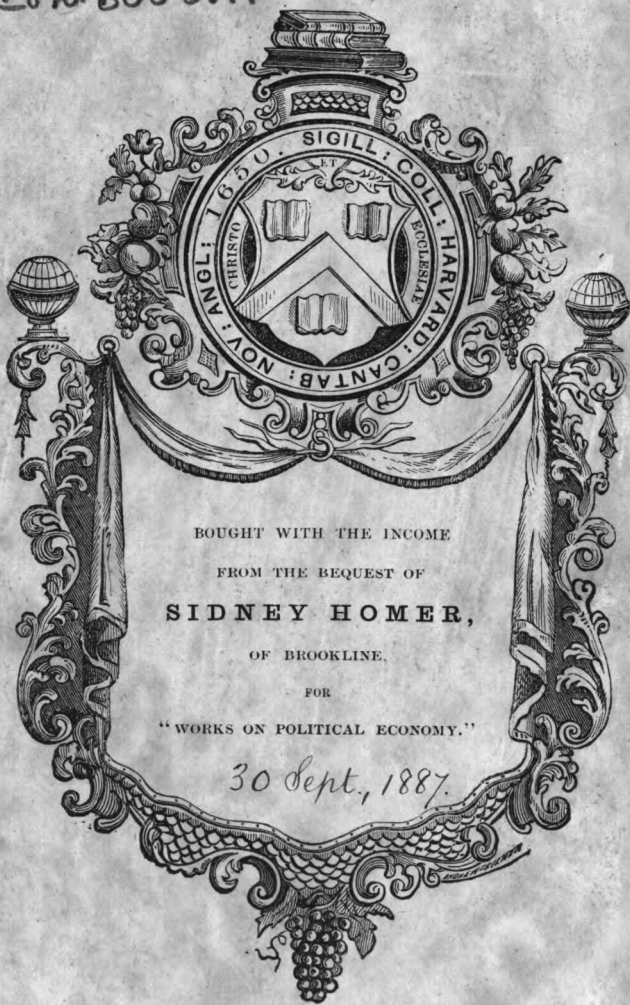 SIGILL: COLL: HARVARD: CANTAB: NOV: ANGL: 1650.
ET
CHRISTO
ECCLESIAE
BOUGHT WITH THE INCOME
FROM THE BEQUEST OF
SIDNEY HOMER,
OF BROOKLINE,
FOR
"WORKS ON POLITICAL ECONOMY."
30 Sept., 1887.